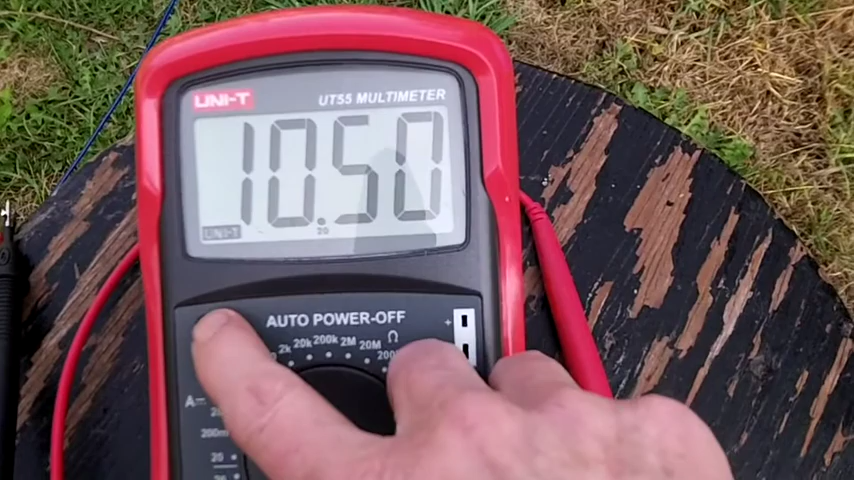 UNI-T
UT55 MULTIMETER
10.50
UNI-T
20
AUTO POWER-OFF
2k 20k 200k 2M 20M Ω +
A⎓
200m
20